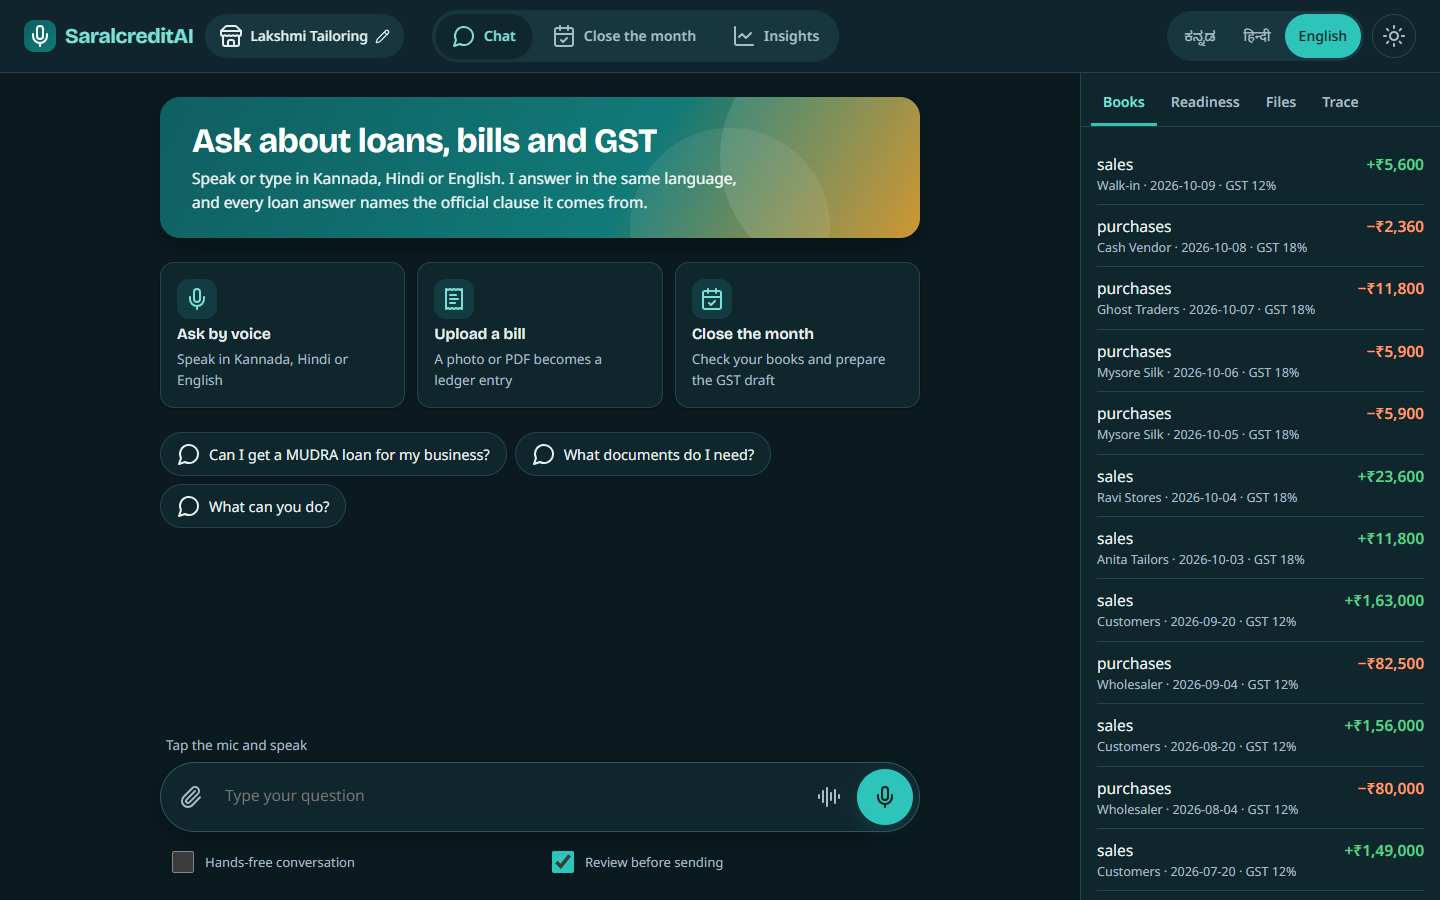 SaralcreditAI
Lakshmi Tailoring
Chat
Close the month
Insights
ಕನ್ನಡ
हिन्दी
English
Ask about loans, bills and GST
Speak or type in Kannada, Hindi or English. I answer in the same language,
and every loan answer names the official clause it comes from.
Ask by voice
Speak in Kannada, Hindi or
English
Upload a bill
A photo or PDF becomes a
ledger entry
Close the month
Check your books and prepare
the GST draft
Can I get a MUDRA loan for my business?
What documents do I need?
What can you do?
Tap the mic and speak
Type your question
Hands-free conversation
Review before sending
Books
Readiness
Files
Trace
sales +₹5,600
Walk-in · 2026-10-09 · GST 12%
purchases −₹2,360
Cash Vendor · 2026-10-08 · GST 18%
purchases −₹11,800
Ghost Traders · 2026-10-07 · GST 18%
purchases −₹5,900
Mysore Silk · 2026-10-06 · GST 18%
purchases −₹5,900
Mysore Silk · 2026-10-05 · GST 18%
sales +₹23,600
Ravi Stores · 2026-10-04 · GST 18%
sales +₹11,800
Anita Tailors · 2026-10-03 · GST 18%
sales +₹1,63,000
Customers · 2026-09-20 · GST 12%
purchases −₹82,500
Wholesaler · 2026-09-04 · GST 12%
sales +₹1,56,000
Customers · 2026-08-20 · GST 12%
purchases −₹80,000
Wholesaler · 2026-08-04 · GST 12%
sales +₹1,49,000
Customers · 2026-07-20 · GST 12%